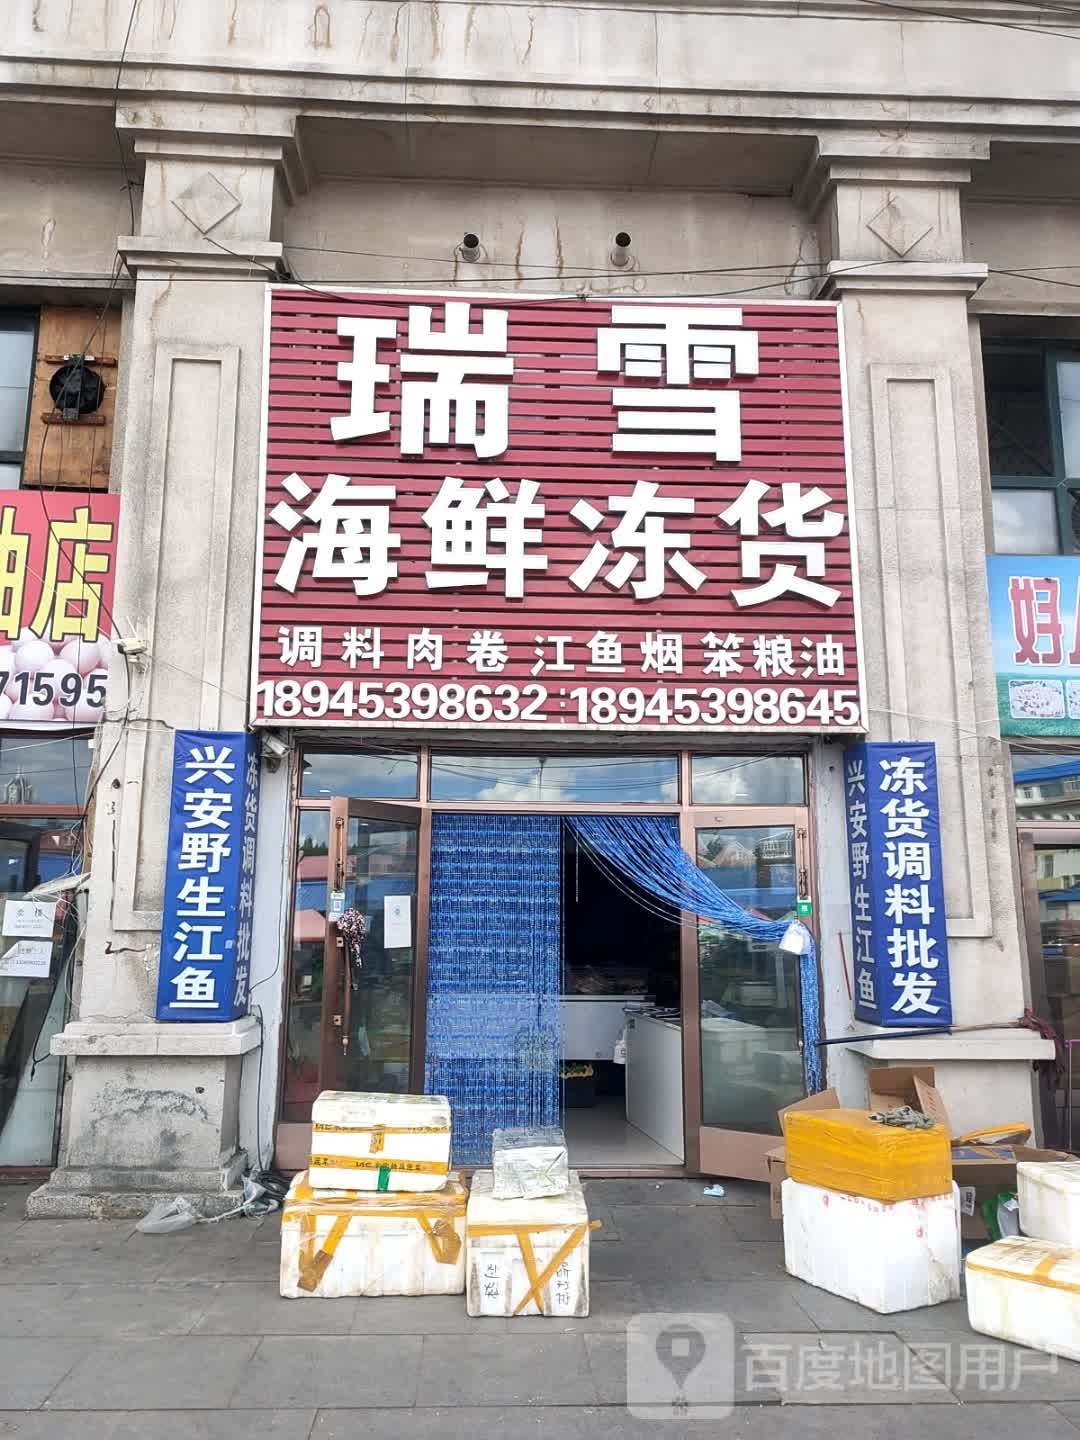 瑞雪
海鲜冻货
调料肉卷江鱼烟笨粮油
18945398632:18945398645
油店
71595
好
兴安野生江鱼
冻货调料批发
兴安野生江鱼
冻货调料批发
百度地图用户